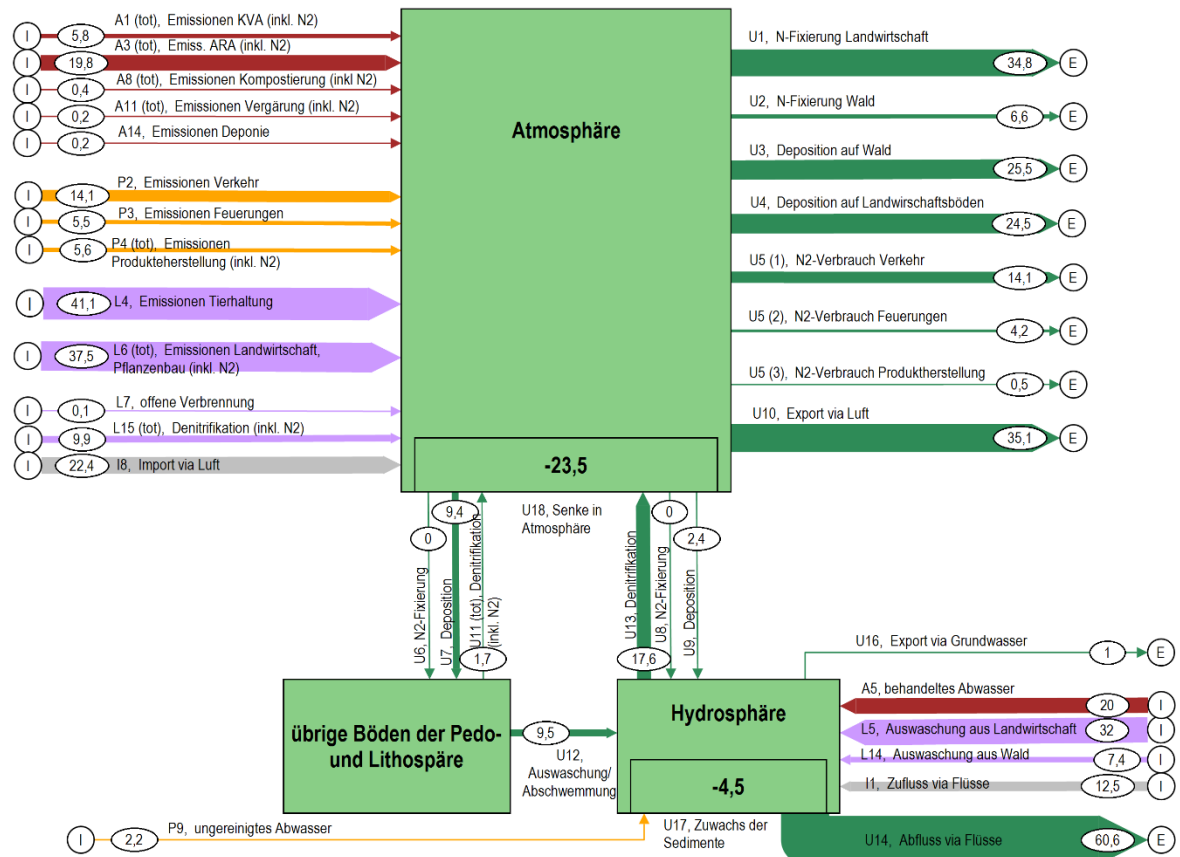 A1 (tot),  Emissionen KVA (inkl. N2)
I
5,8
A3 (tot),  Emiss. ARA (inkl. N2)
I
19,8
A8 (tot),  Emissionen Kompostierung (inkl N2)
I
0,4
A11 (tot),  Emissionen Vergärung (inkl. N2)
I
0,2
A14,  Emissionen Deponie
I
0,2
P2,  Emissionen Verkehr
I
14,1
P3,  Emissionen Feuerungen
I
5,5
P4 (tot),  Emissionen
Produkteherstellung (inkl. N2)
I
5,6
I
41,1
L4,  Emissionen Tierhaltung
I
37,5
L6 (tot),  Emissionen Landwirtschaft,
Pflanzenbau (inkl. N2)
L7,  offene Verbrennung
I
0,1
L15 (tot),  Denitrifikation (inkl. N2)
I
9,9
I
22,4
I8,  Import via Luft
Atmosphäre
-23,5
U18, Senke in
Atmosphäre
U1,  N-Fixierung Landwirtschaft
34,8
E
U2,  N-Fixierung Wald
6,6
E
U3,  Deposition auf Wald
25,5
E
U4,  Deposition auf Landwirschaftsböden
24,5
E
U5 (1),  N2-Verbrauch Verkehr
14,1
E
U5 (2),  N2-Verbrauch Feuerungen
4,2
E
U5 (3),  N2-Verbrauch Produktherstellung
0,5
E
U10,  Export via Luft
35,1
E
0
U6,  N2-Fixierung
9,4
U7,  Deposition
U11 (tot),  Denitrifikation
(inkl. N2)
1,7
U13,  Denitrifikation
17,6
0
U8,  N2-Fixierung
2,4
U9,  Deposition
übrige Böden der Pedo-
und Lithospäre
9,5
U12,
Auswaschung/
Abschwemmung
Hydrosphäre
-4,5
U17, Zuwachs der
Sedimente
U16,  Export via Grundwasser
1
E
A5, behandeltes Abwasser
20
I
L5,  Auswaschung aus Landwirtschaft
32
I
L14,  Auswaschung aus Wald
7,4
I
I1,  Zufluss via Flüsse
12,5
I
P9,  ungereinigtes Abwasser
I
2,2
U14,  Abfluss via Flüsse
60,6
E